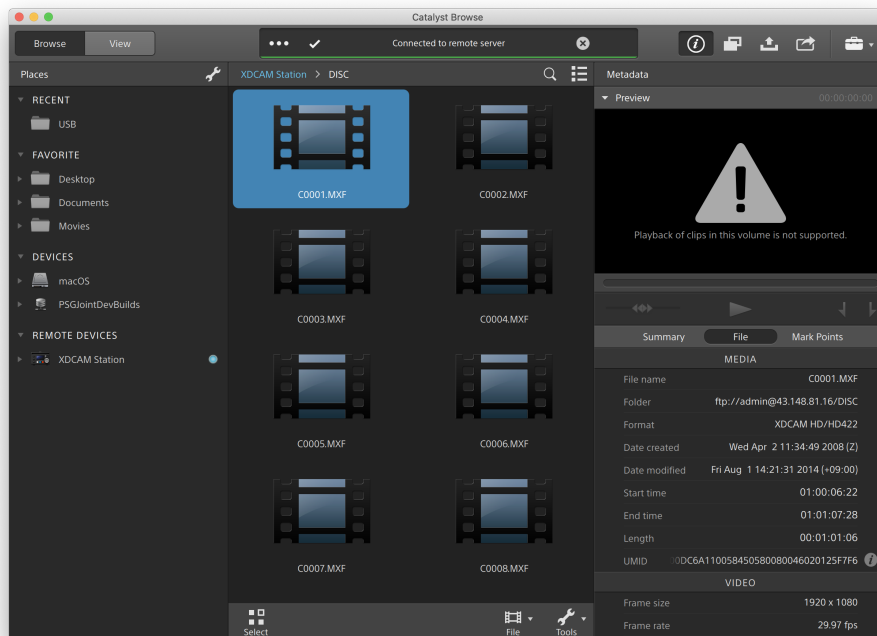 Catalyst Browse
Browse
View
Connected to remote server
Places
XDCAM Station > DISC
Metadata
RECENT
USB
FAVORITE
Desktop
Documents
Movies
DEVICES
macOS
PSGJointDevBuilds
REMOTE DEVICES
XDCAM Station
C0001.MXF
C0002.MXF
C0003.MXF
C0004.MXF
C0005.MXF
C0006.MXF
C0007.MXF
C0008.MXF
Select
File
Tools
Preview
00:00:00:00
Playback of clips in this volume is not supported.
Summary
File
Mark Points
MEDIA
File name C0001.MXF
Folder ftp://admin@43.148.81.16/DISC
Format XDCAM HD/HD422
Date created Wed Apr 2 11:34:49 2008 (Z)
Date modified Fri Aug 1 14:21:31 2014 (+09:00)
Start time 01:00:06:22
End time 01:01:07:28
Length 00:01:01:06
UMID
VIDEO
Frame size 1920 x 1080
Frame rate 29.97 fps